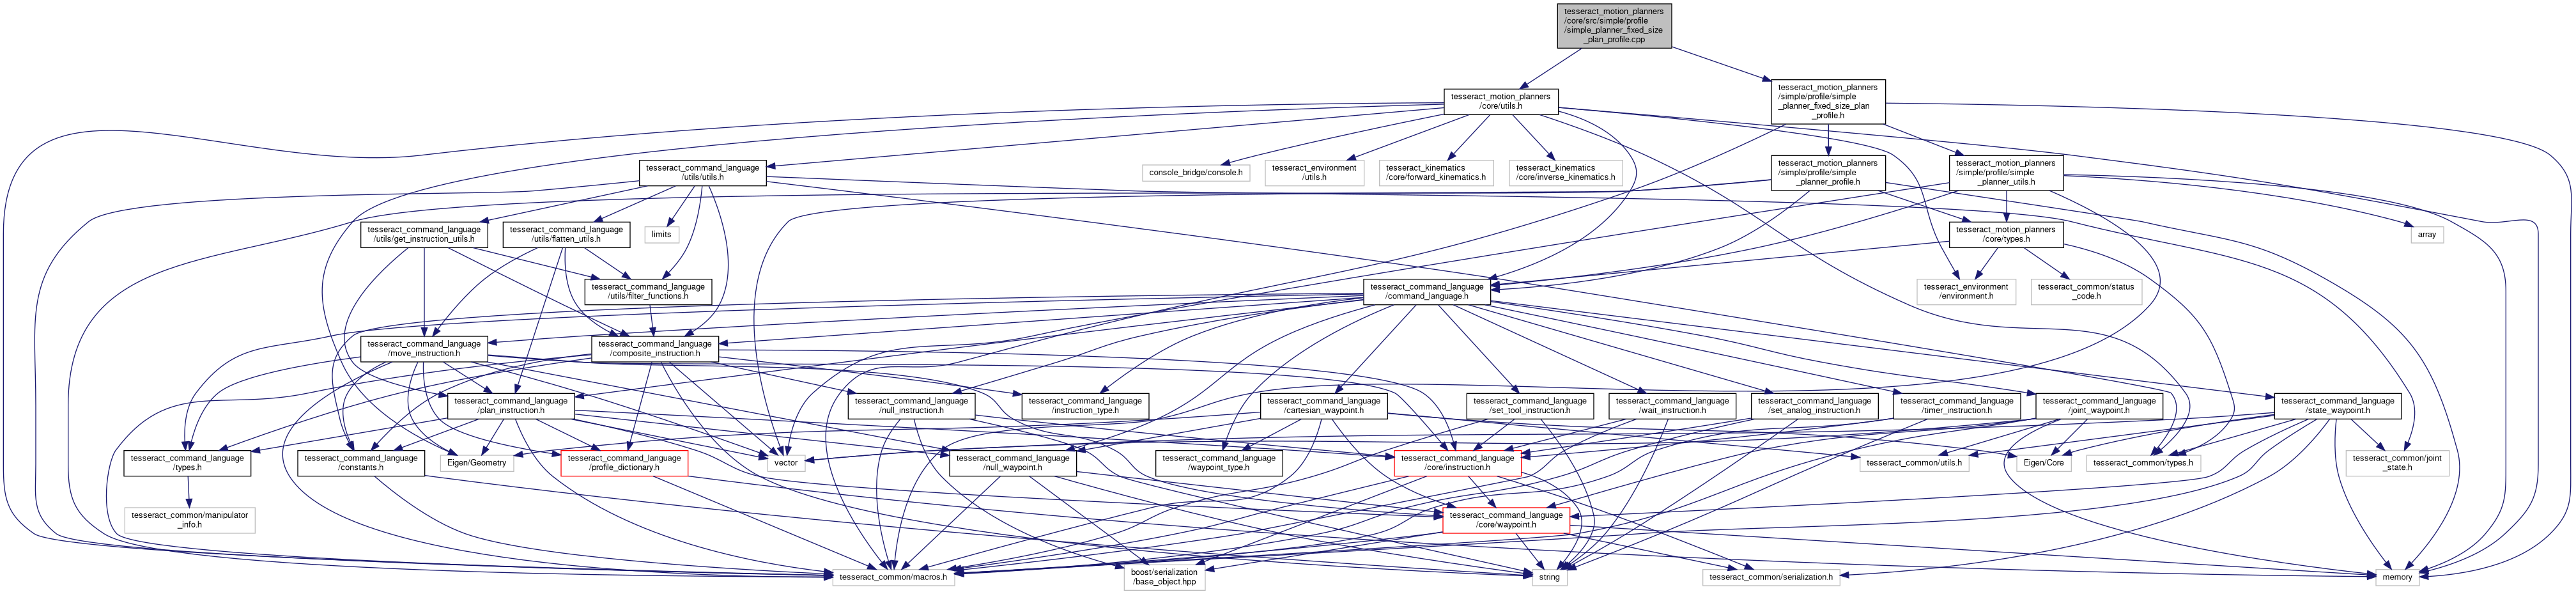 tesseract_motion_planners
/core/src/simple/profile
/simple_planner_fixed_size
_plan_profile.cpp
tesseract_motion_planners
/core/utils.h
tesseract_motion_planners
/simple/profile/simple
_planner_fixed_size_plan
_profile.h
tesseract_command_language
/utils/utils.h
console_bridge/console.h
tesseract_environment
/utils.h
tesseract_kinematics
/core/forward_kinematics.h
tesseract_kinematics
/core/inverse_kinematics.h
tesseract_motion_planners
/simple/profile/simple
_planner_profile.h
tesseract_motion_planners
/simple/profile/simple
_planner_utils.h
tesseract_command_language
/utils/get_instruction_utils.h
tesseract_command_language
/utils/flatten_utils.h
limits
tesseract_motion_planners
/core/types.h
array
tesseract_command_language
/utils/filter_functions.h
tesseract_command_language
/command_language.h
tesseract_environment
/environment.h
tesseract_common/status
_code.h
tesseract_command_language
/move_instruction.h
tesseract_command_language
/composite_instruction.h
tesseract_command_language
/plan_instruction.h
tesseract_command_language
/null_instruction.h
tesseract_command_language
/instruction_type.h
tesseract_command_language
/cartesian_waypoint.h
tesseract_command_language
/set_tool_instruction.h
tesseract_command_language
/wait_instruction.h
tesseract_command_language
/set_analog_instruction.h
tesseract_command_language
/timer_instruction.h
tesseract_command_language
/joint_waypoint.h
tesseract_command_language
/state_waypoint.h
tesseract_command_language
/types.h
tesseract_command_language
/constants.h
Eigen/Geometry
tesseract_command_language
/profile_dictionary.h
vector
tesseract_command_language
/null_waypoint.h
tesseract_command_language
/waypoint_type.h
tesseract_command_language
/core/instruction.h
tesseract_common/utils.h
Eigen/Core
tesseract_common/types.h
tesseract_common/joint
_state.h
tesseract_common/manipulator
_info.h
tesseract_command_language
/core/waypoint.h
tesseract_common/macros.h
boost/serialization
/base_object.hpp
string
tesseract_common/serialization.h
memory